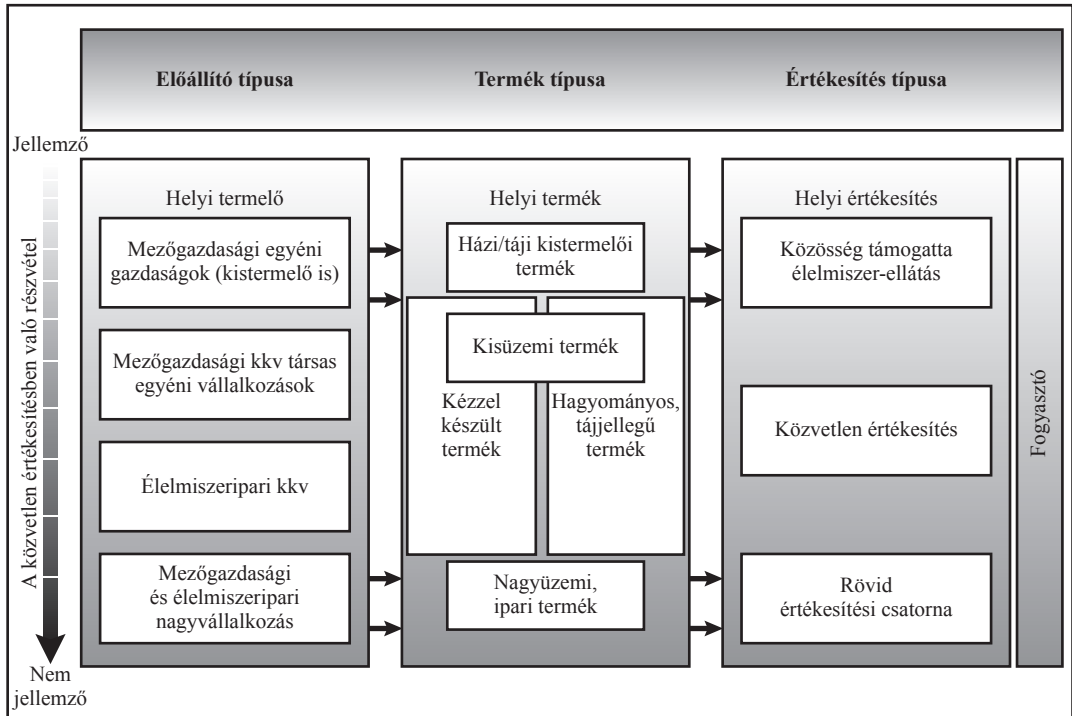 Előállító típusa
Termék típusa
Értékesítés típusa
Jellemző
A közvetlen értékesítésben való részvétel
Nem
jellemző
Helyi termelő
Mezőgazdasági egyéni
gazdaságok (kistermelő is)
Mezőgazdasági kkv társas
egyéni vállalkozások
Élelmiszeripari kkv
Mezőgazdasági
és élelmiszeripari
nagyvállalkozás
Helyi termék
Házi/táji kistermelői
termék
Kisüzemi termék
Kézzel
készült
termék
Hagyományos,
tájjellegű
termék
Nagyüzemi,
ipari termék
Helyi értékesítés
Közösség támogatta
élelmiszer-ellátás
Közvetlen értékesítés
Rövid
értékesítési csatorna
Fogyasztó